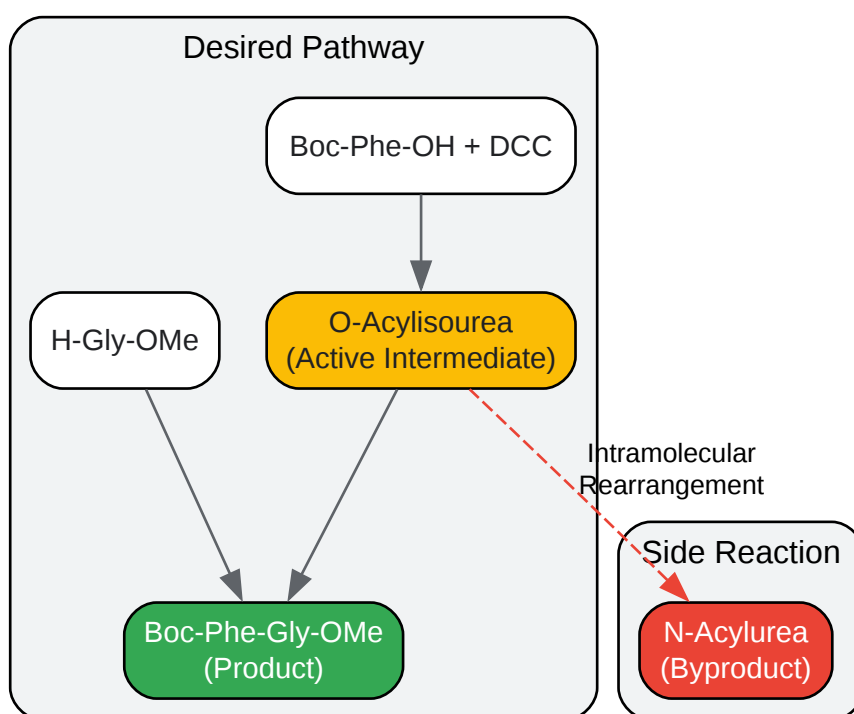 Desired Pathway
Boc-Phe-OH + DCC
H-Gly-OMe
O-Acylisourea
(Active Intermediate)
Intramolecular
Rearrangement
Side Reaction
Boc-Phe-Gly-OMe
(Product)
N-Acylurea
(Byproduct)